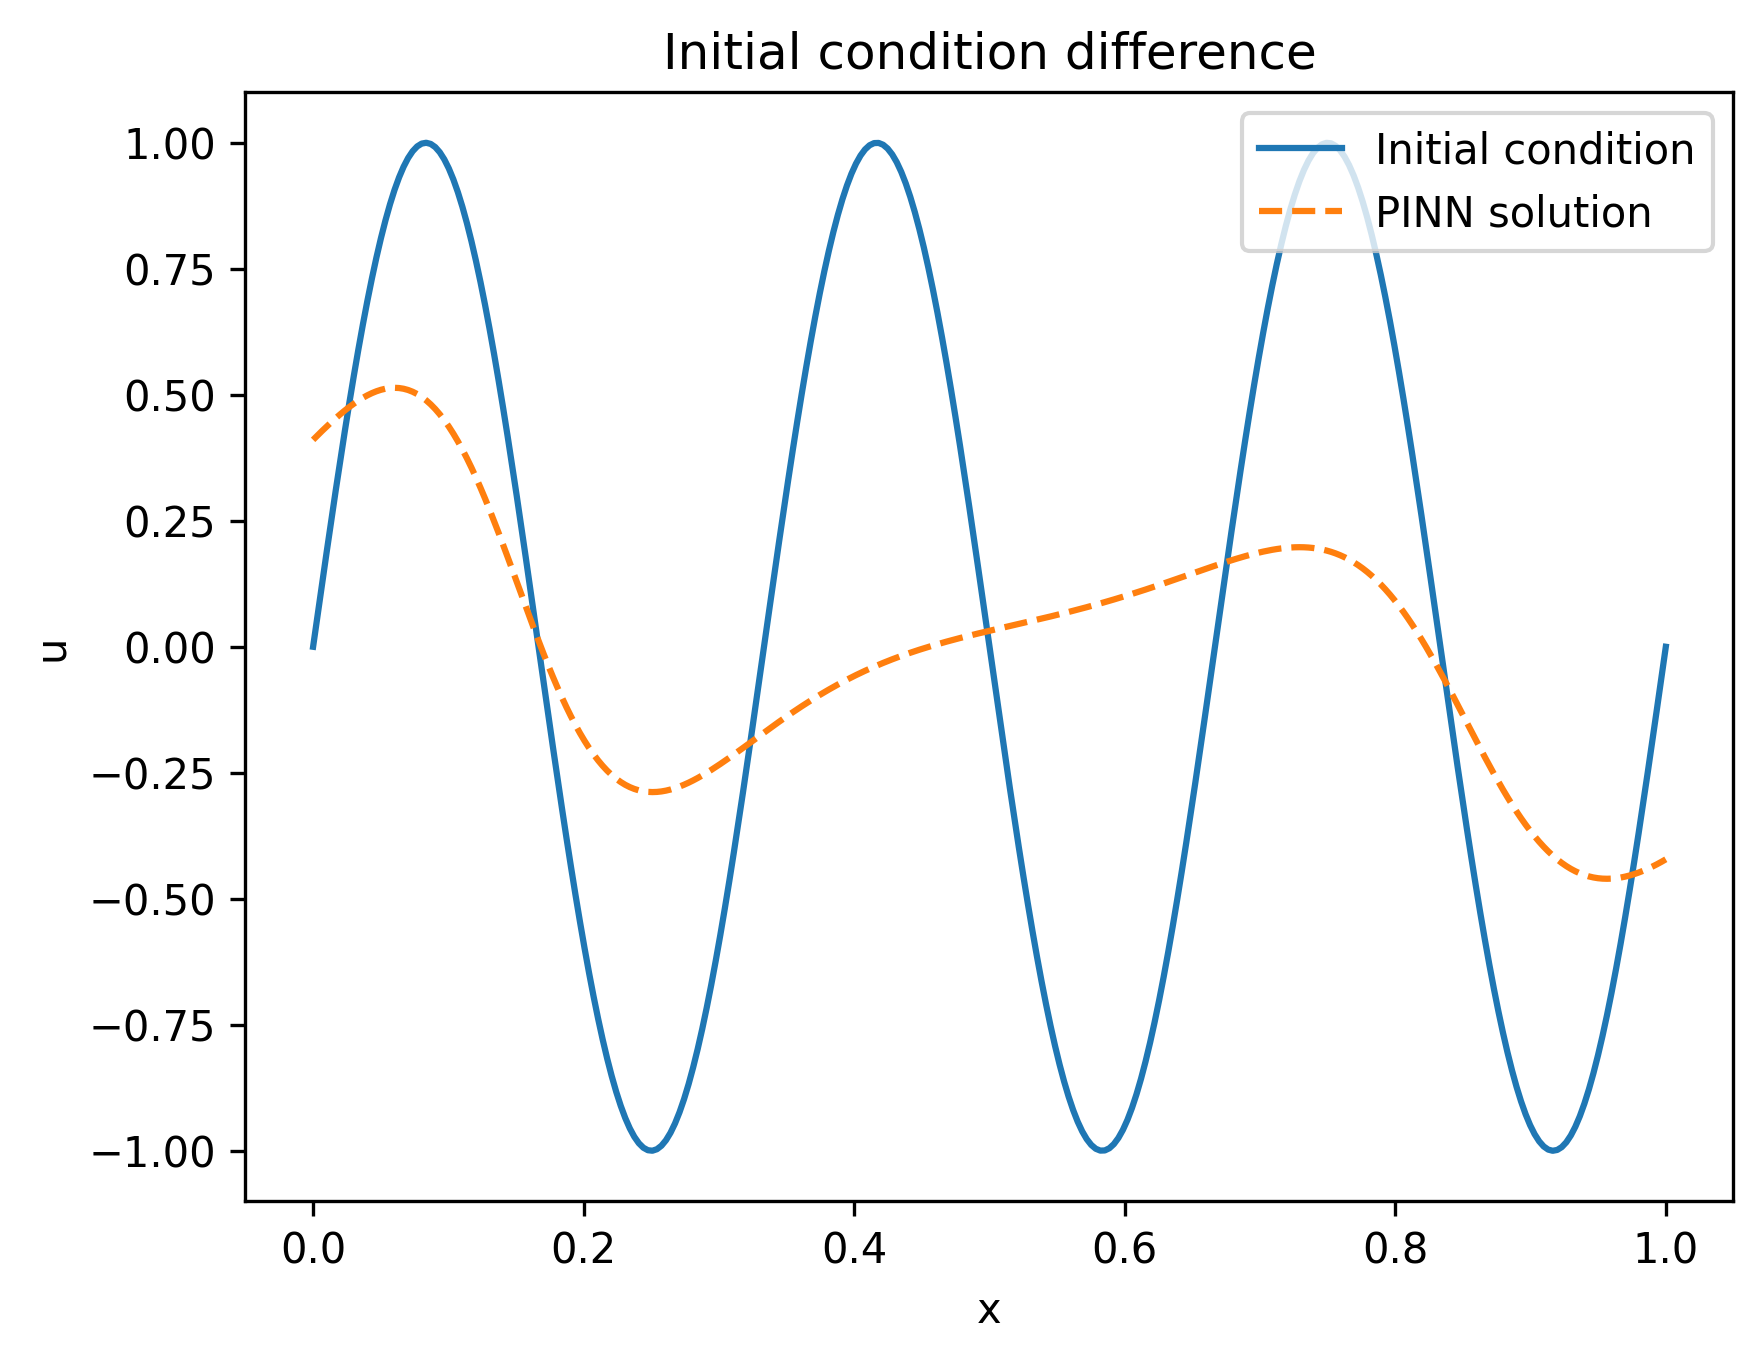 Initial condition difference
Initial condition
PINN solution
1.00
0.75
0.50
0.25
0.00
−0.25
−0.50
−0.75
−1.00
u
0.0 0.2 0.4 0.6 0.8 1.0
x